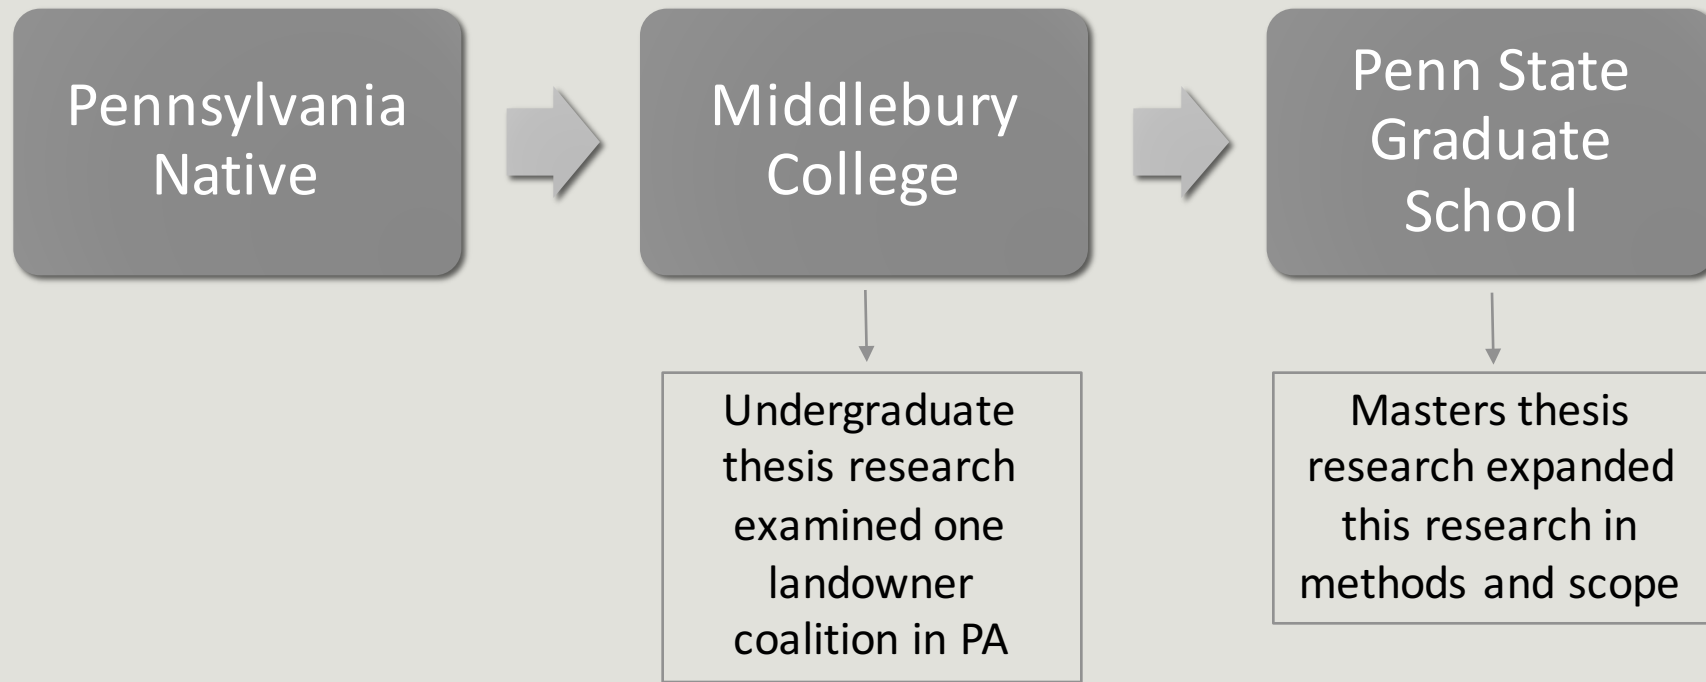 Pennsylvania
Native
Middlebury
College
Penn State
Graduate
School
Undergraduate
thesis research
examined one
landowner
coalition in PA
Masters thesis
research expanded
this research in
methods and scope